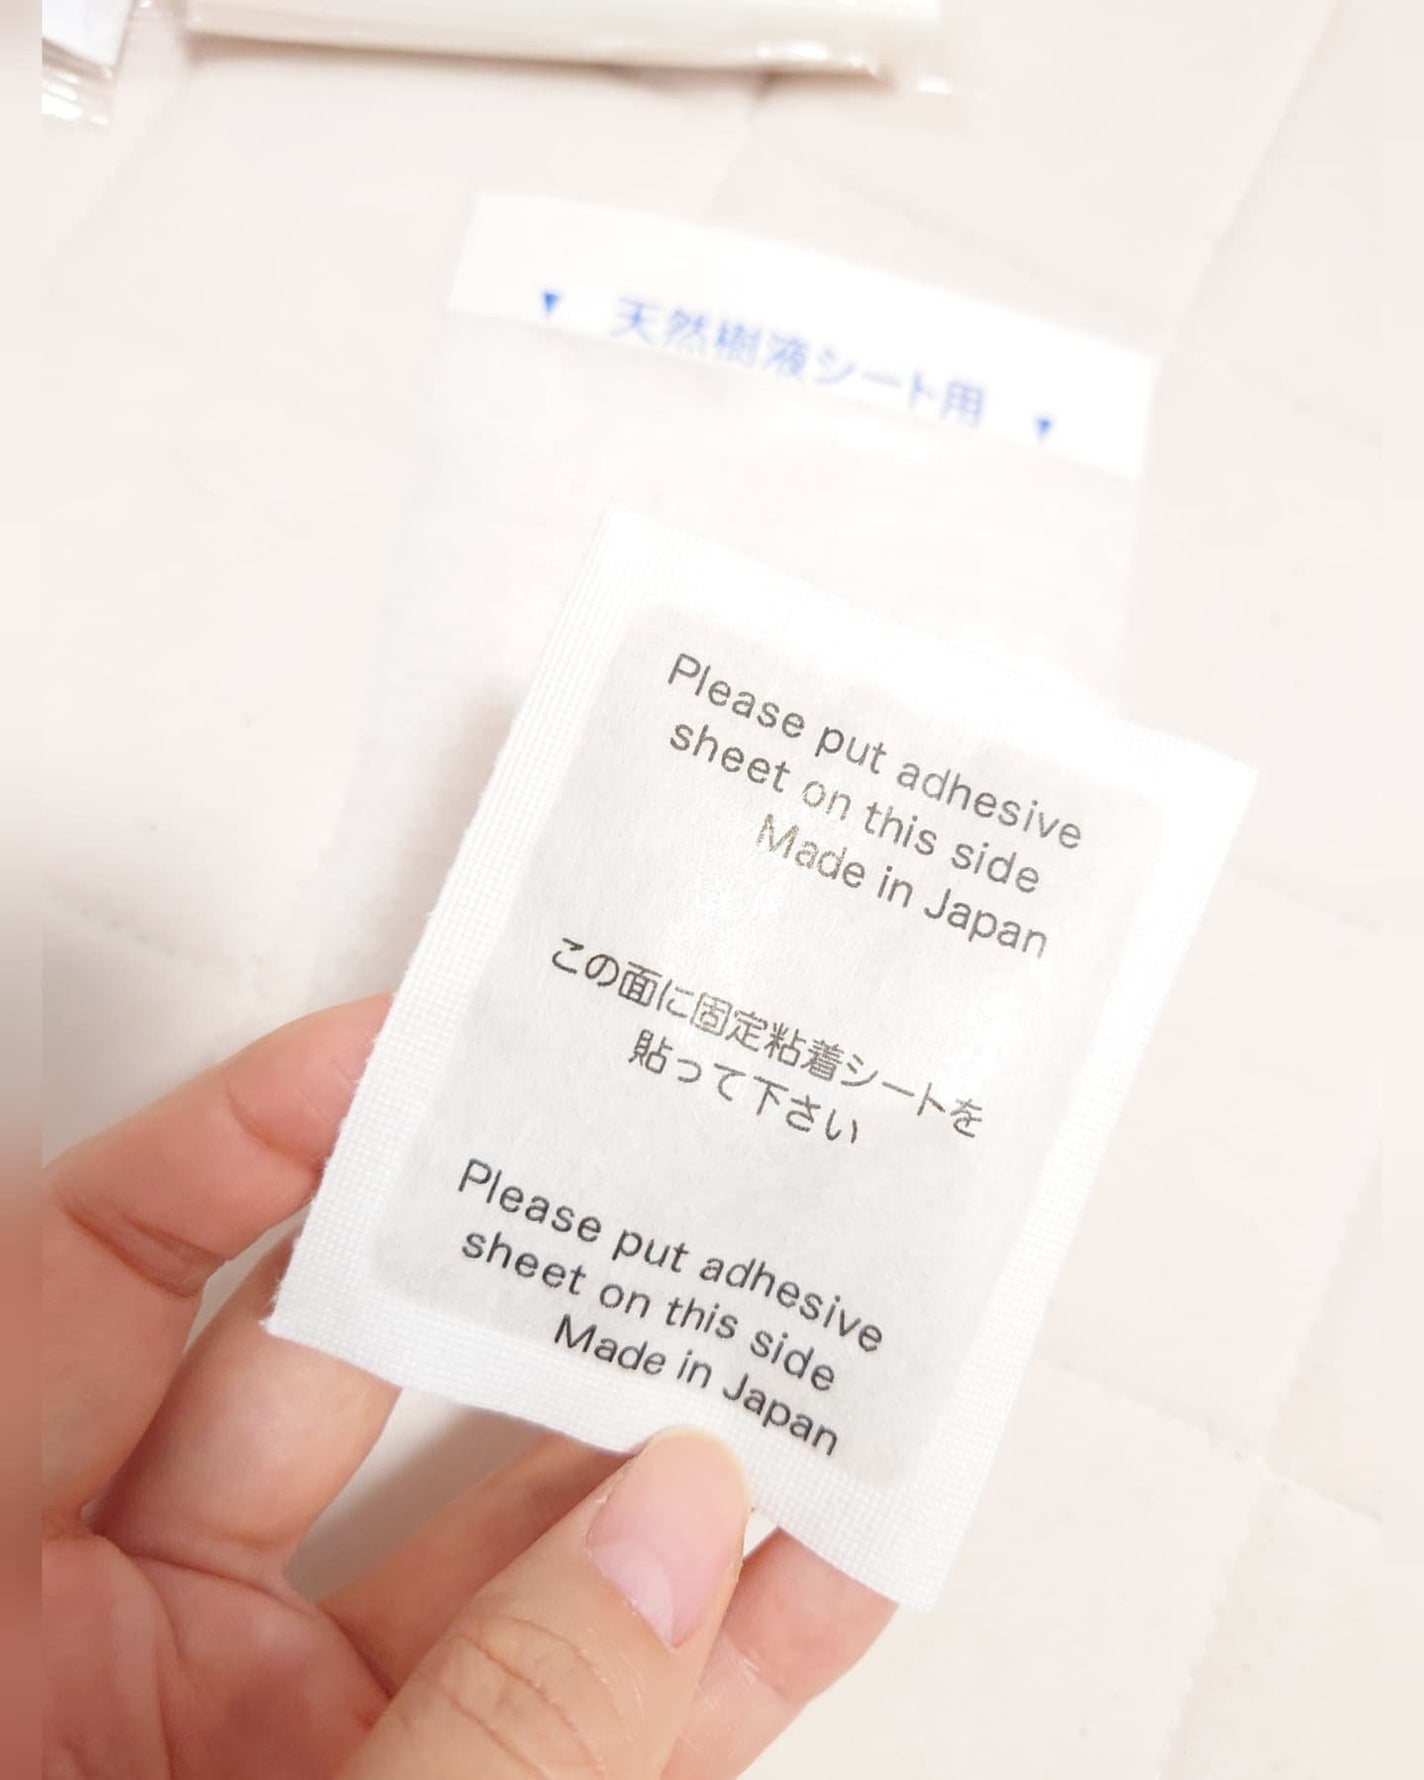 ▼ 天然樹液シート用 ▼
Please put adhesive
sheet on this side
Made in Japan
この面に固定粘着シートを
貼って下さい
Please put adhesive
sheet on this side
Made in Japan